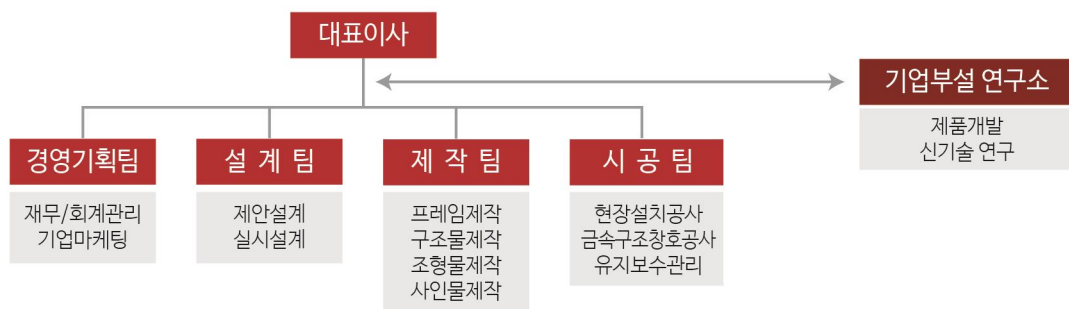 대표이사
기업부설 연구소
제품개발
신기술 연구
경영기획팀
재무/회계관리
기업마케팅
설 계 팀
제안설계
실시설계
제 작 팀
프레임제작
구조물제작
조형물제작
사인물제작
시 공 팀
현장설치공사
금속구조창호공사
유지보수관리